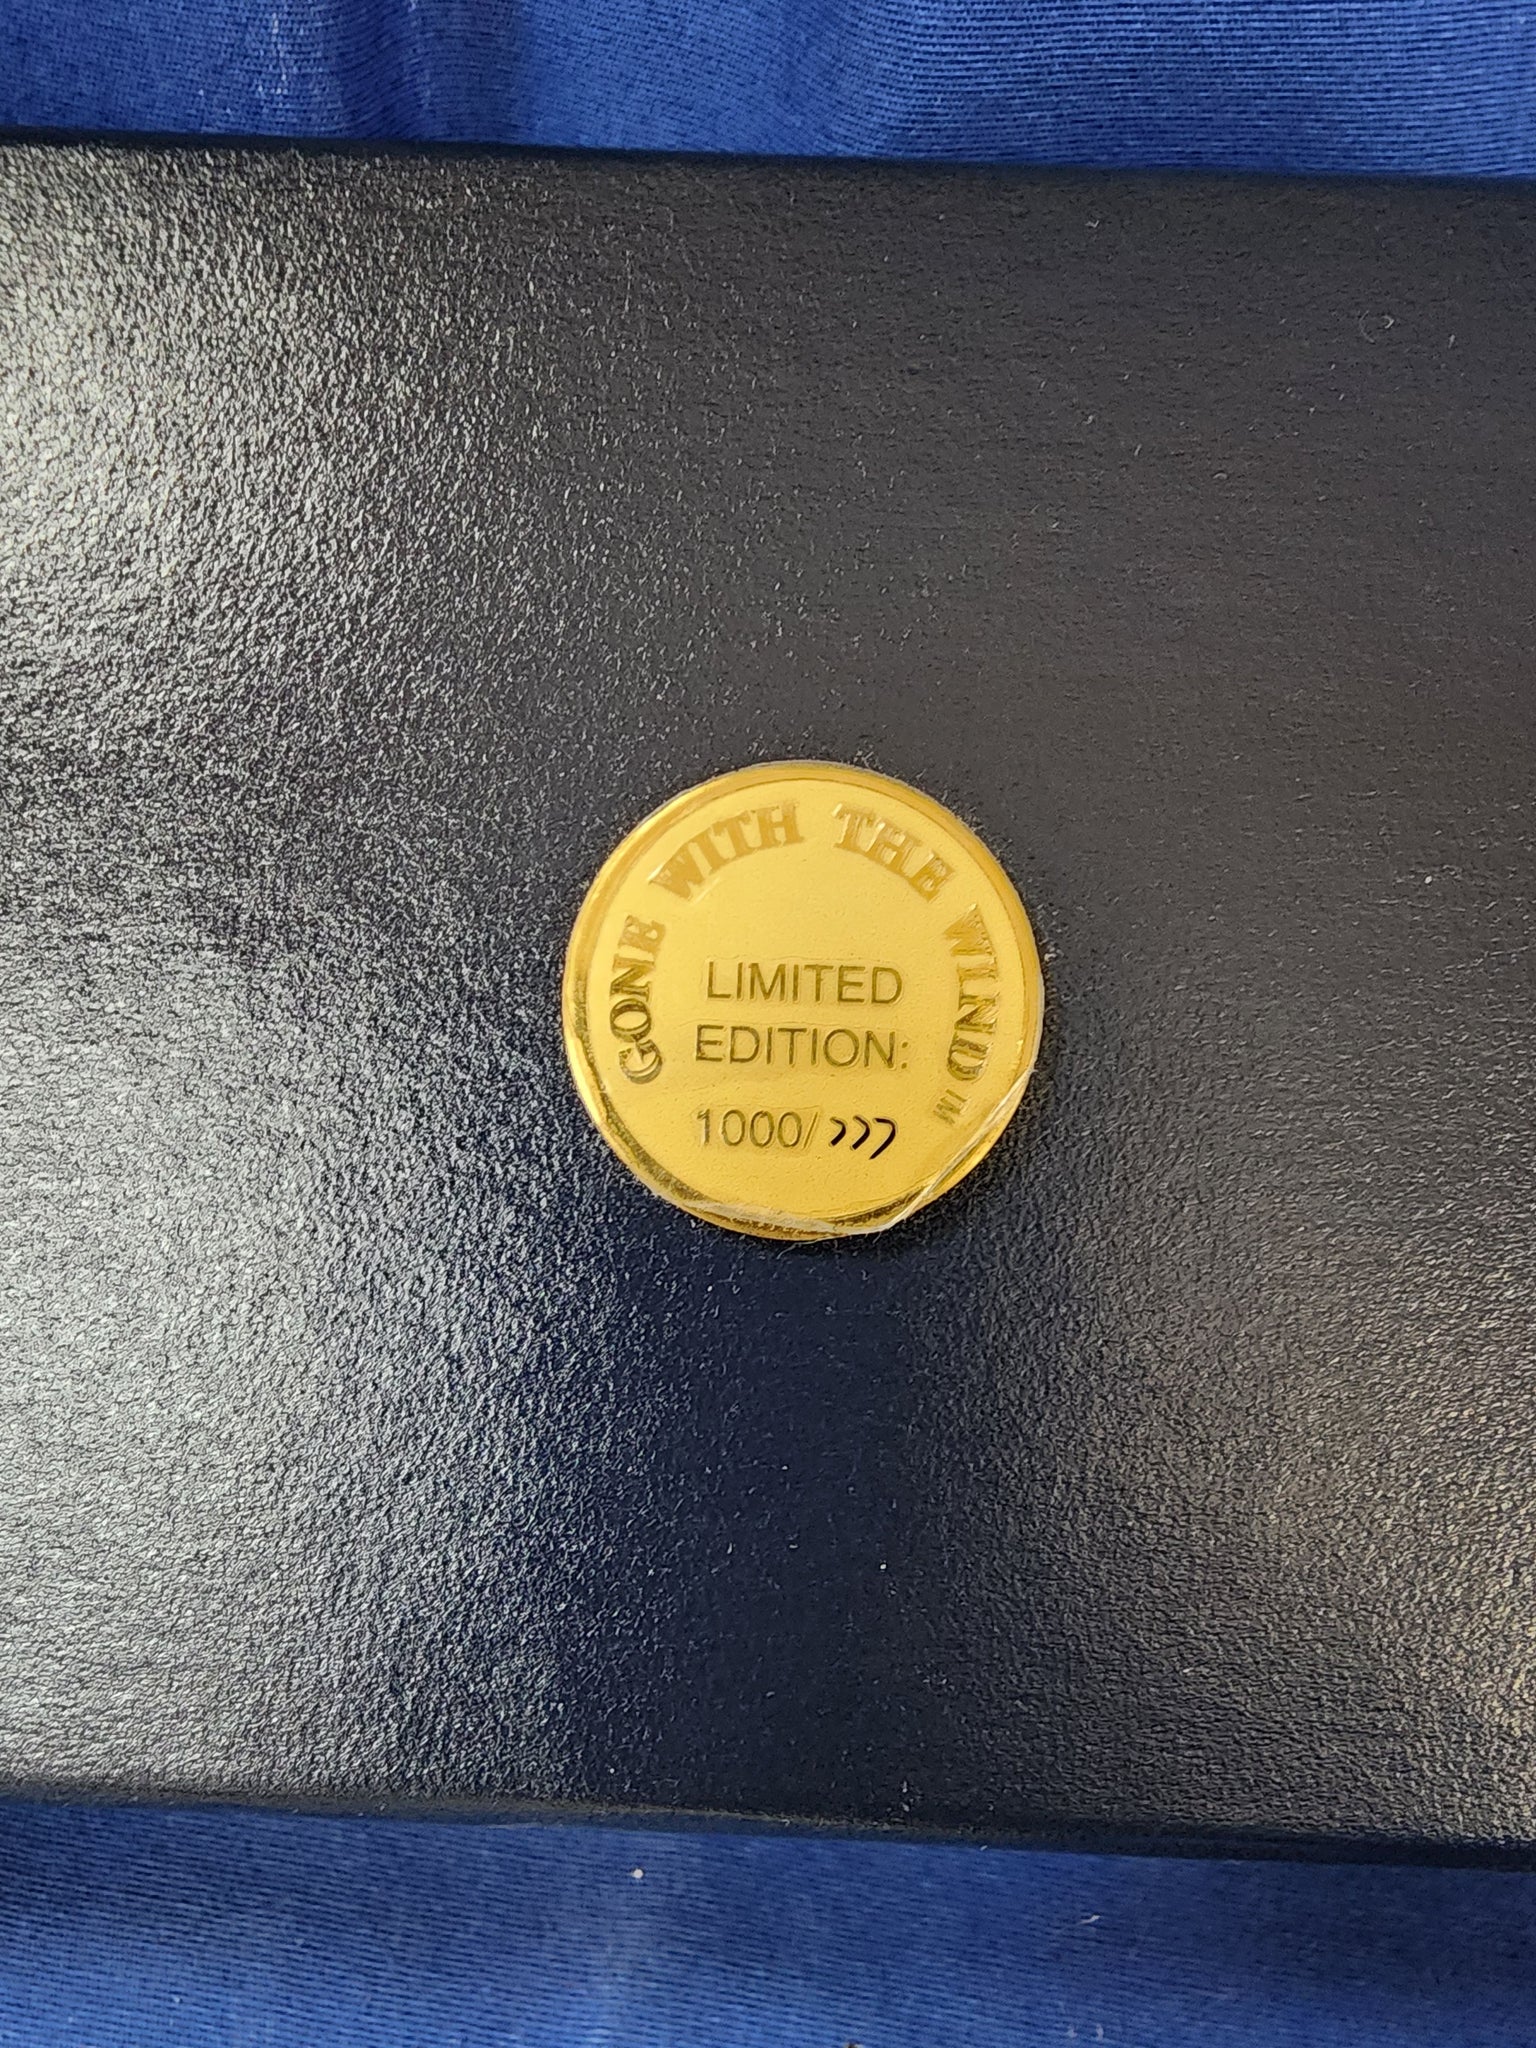 GONE WITH THE WIND™
LIMITED
EDITION:
1000/